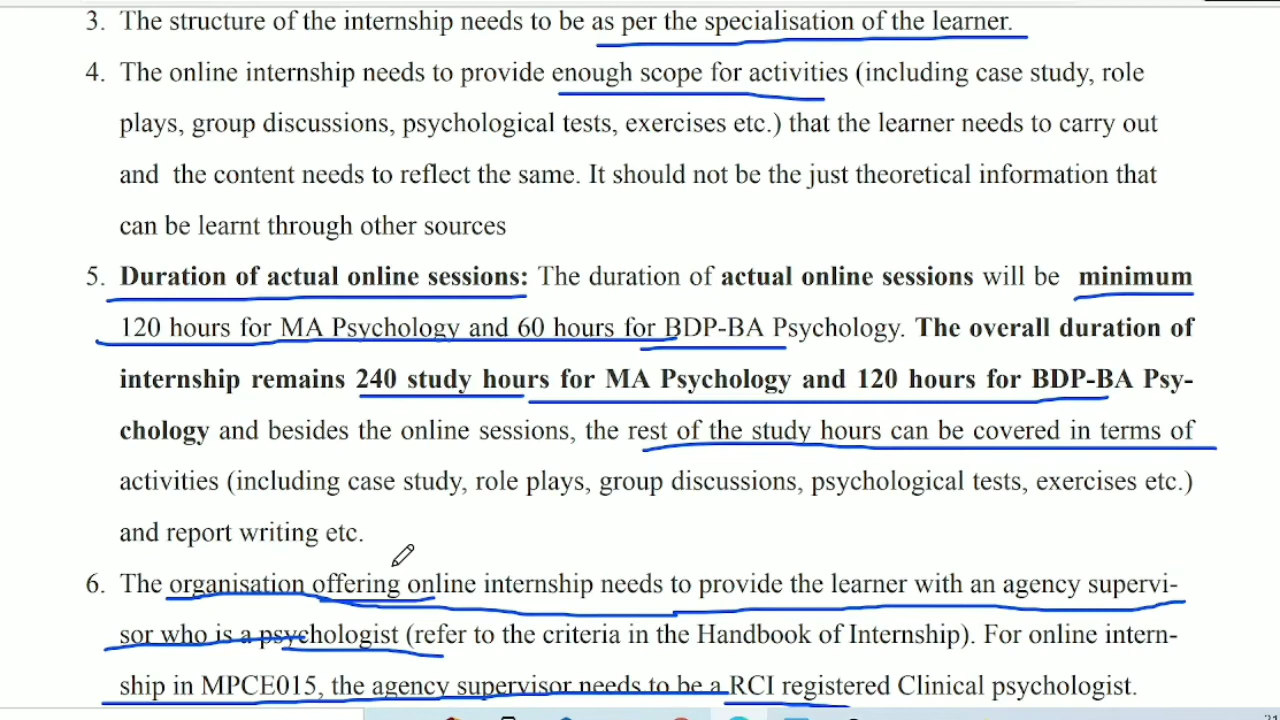 3. The structure of the internship needs to be as per the specialisation of the learner.
4. The online internship needs to provide enough scope for activities (including case study, role
plays, group discussions, psychological tests, exercises etc.) that the learner needs to carry out
and the content needs to reflect the same. It should not be the just theoretical information that
can be learnt through other sources
5. Duration of actual online sessions: The duration of actual online sessions will be minimum
120 hours for MA Psychology and 60 hours for BDP-BA Psychology. The overall duration of
internship remains 240 study hours for MA Psychology and 120 hours for BDP-BA Psy-
chology and besides the online sessions, the rest of the study hours can be covered in terms of
activities (including case study, role plays, group discussions, psychological tests, exercises etc.)
and report writing etc.
6. The organisation offering online internship needs to provide the learner with an agency supervi-
sor who is a psychologist (refer to the criteria in the Handbook of Internship). For online intern-
ship in MPCE015, the agency supervisor needs to be a RCI registered Clinical psychologist.